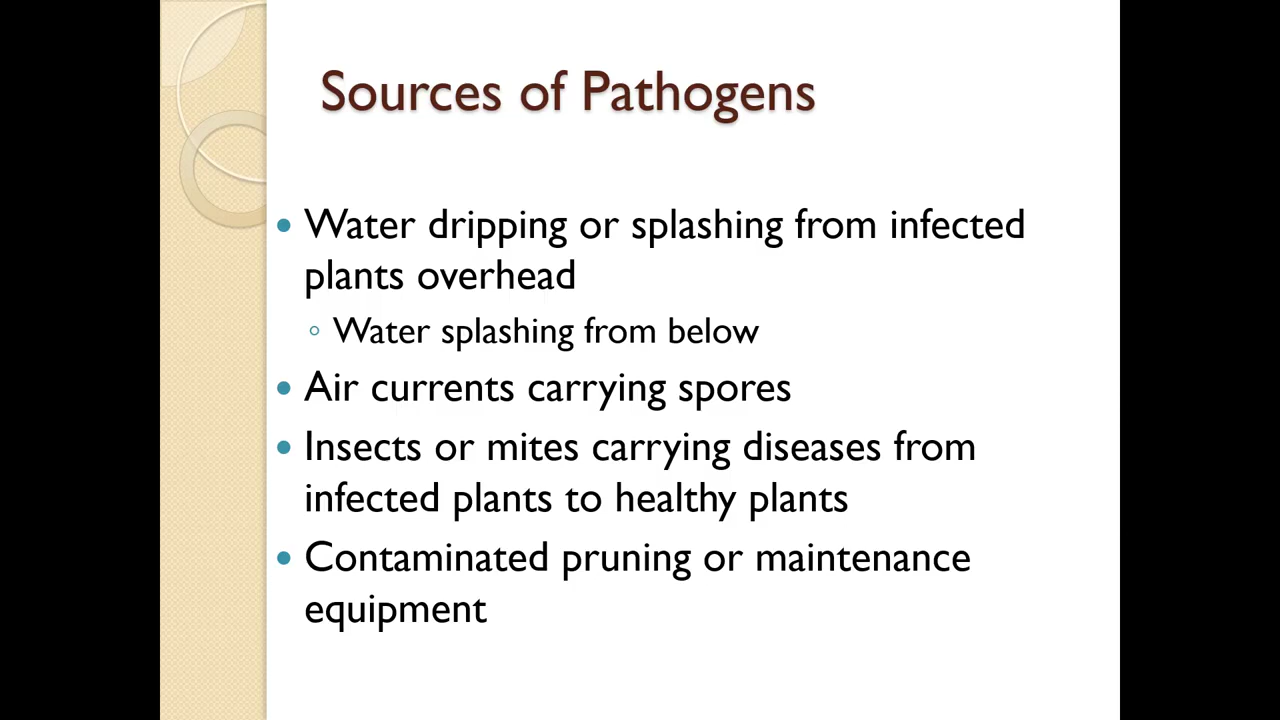 Sources of Pathogens
Water dripping or splashing from infected
plants overhead
Water splashing from below
Air currents carrying spores
Insects or mites carrying diseases from
infected plants to healthy plants
Contaminated pruning or maintenance
equipment